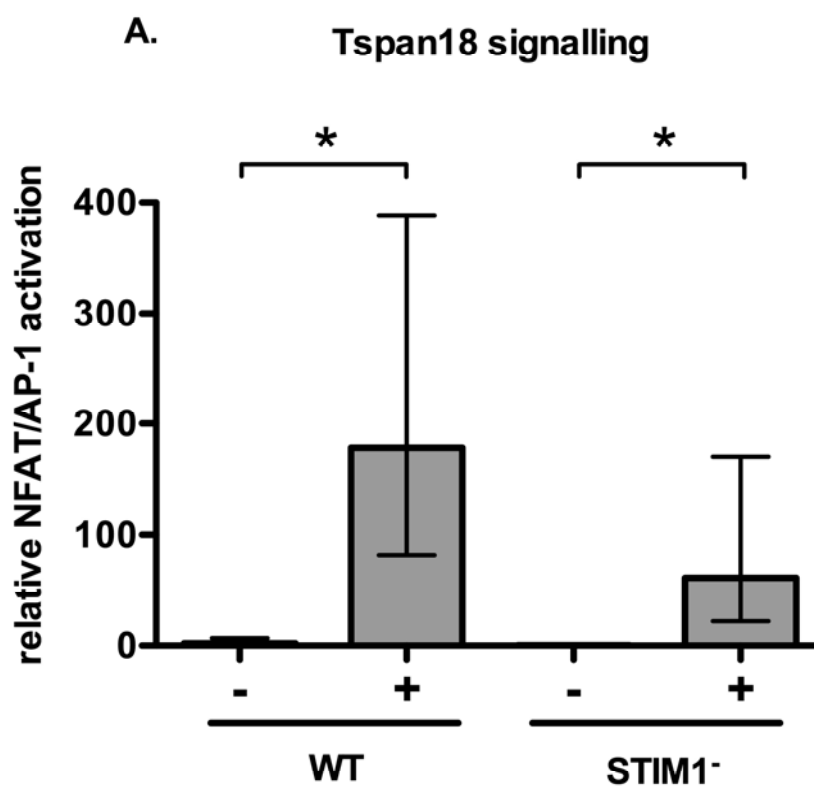 A.
Tspan18 signalling
* *
relative NFAT/AP-1 activation
400
300
200
100
0
- + - +
WT STIM1⁻